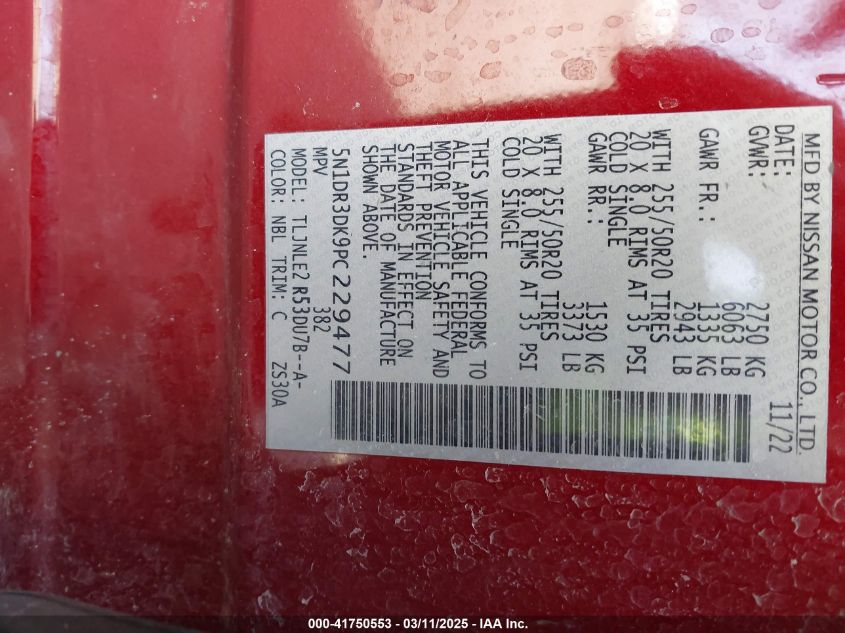 MFD BY NISSAN MOTOR CO., LTD.
DATE: 11/22
GVWR: 2750 KG
6063 LB
GAWR FR.: 1335 KG
2943 LB
WITH 255/50R20 TIRES
20 X 8.0 RIMS AT 35 PSI
COLD SINGLE
GAWR RR.: 1530 KG
3373 LB
WITH 255/50R20 TIRES
20 X 8.0 RIMS AT 35 PSI
COLD SINGLE
THIS VEHICLE CONFORMS TO
ALL APPLICABLE FEDERAL
MOTOR VEHICLE SAFETY AND
THEFT PREVENTION
STANDARDS IN EFFECT ON
THE DATE OF MANUFACTURE
SHOWN ABOVE.
5N1DR3DK9PC229477
MPV 382
MODEL: TLJNLE2 R53DU7B--A-
COLOR: NBL TRIM: C ZS30A
000-41750553 — 03/11/2025 — IAA Inc.